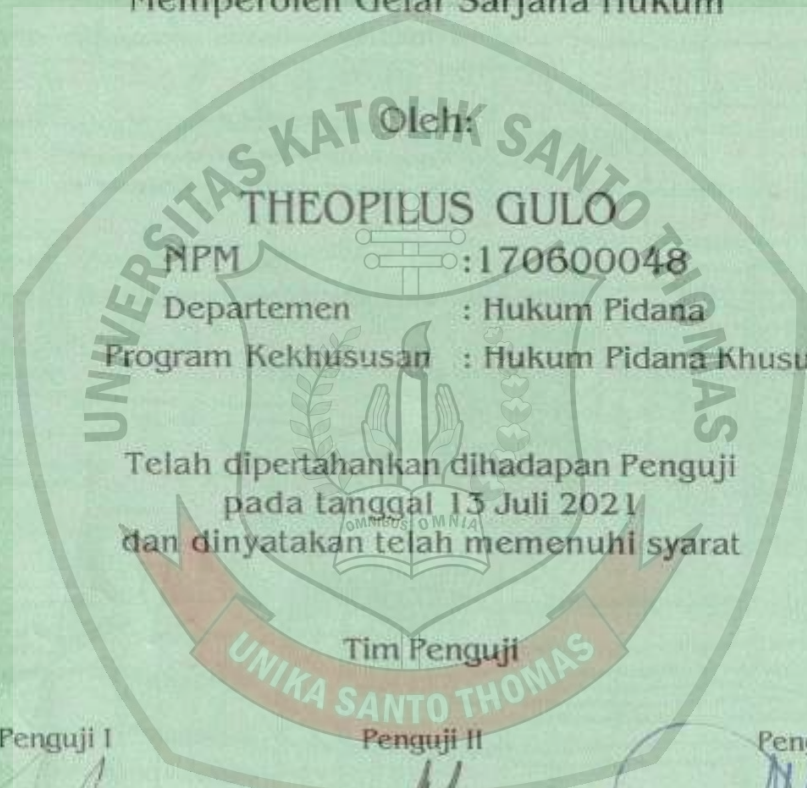 Memperoleh Gelar Sarjana Hukum
Oleh:
THEOPILUS GULO
NPM :170600048
Departemen : Hukum Pidana
Program Kekhususan : Hukum Pidana Khusu
Telah dipertahankan dihadapan Penguji
pada tanggal 13 Juli 2021
dan dinyatakan telah memenuhi syarat
Tim Penguji
Penguji I Penguji II Peng
UNIVERSITAS KATOLIK SANTO THOMAS
OMNIBUS OMNIA
UNIKA SANTO THOMAS